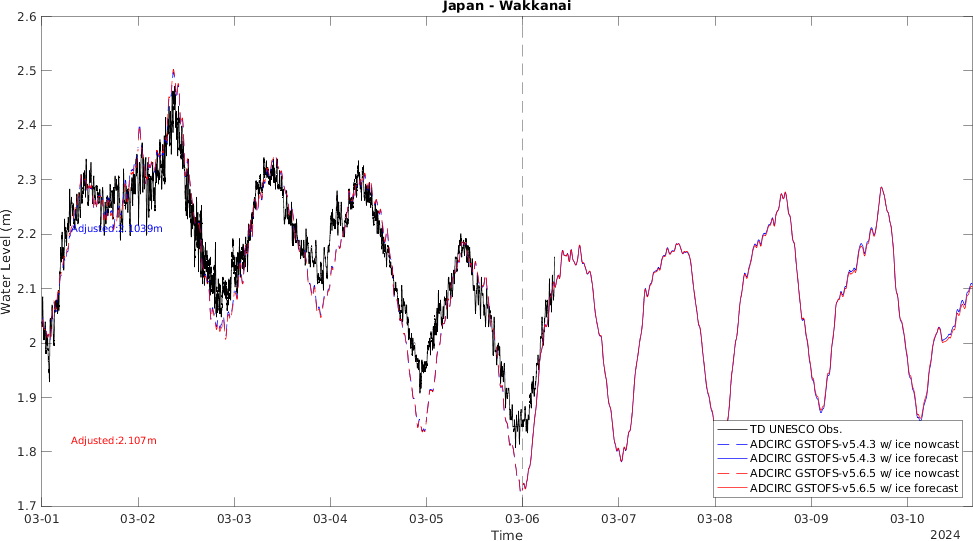 Japan - Wakkanai
2.6
2.5
2.4
2.3
2.2
2.1
2
1.9
1.8
1.7
Water Level (m)
Adjusted:2.1039m
Adjusted:2.107m
TD UNESCO Obs.
ADCIRC GSTOFS-v5.4.3 w/ ice nowcast
ADCIRC GSTOFS-v5.4.3 w/ ice forecast
ADCIRC GSTOFS-v5.6.5 w/ ice nowcast
ADCIRC GSTOFS-v5.6.5 w/ ice forecast
03-01 03-02 03-03 03-04 03-05 03-06 03-07 03-08 03-09 03-10
Time
2024